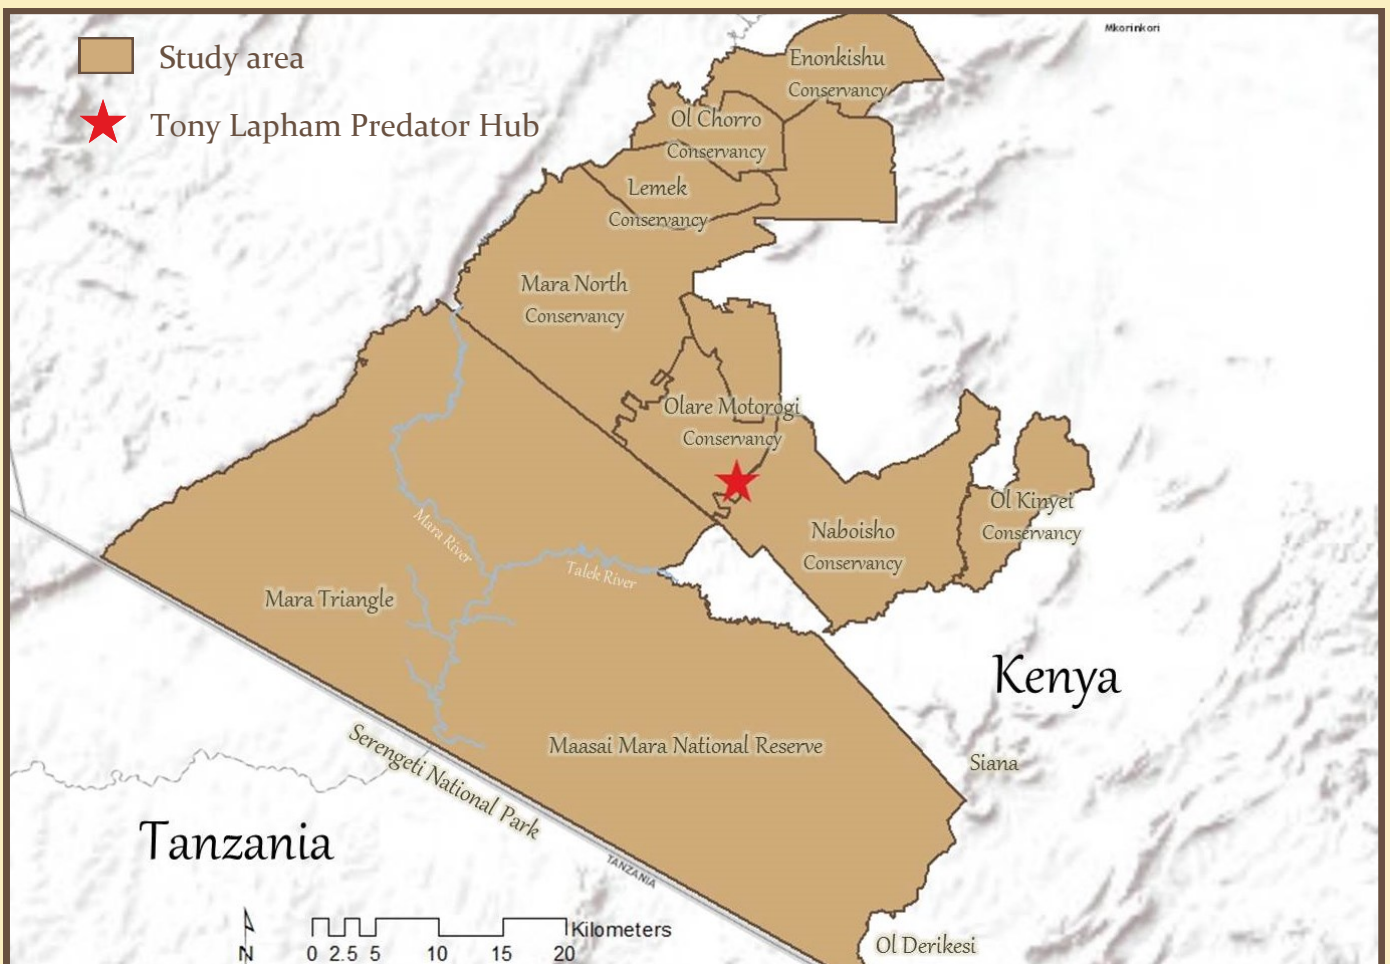 Mkorinkori
Study area
Tony Lapham Predator Hub
Enonkishu
Conservancy
Ol Chorro
Conservancy
Lemek
Conservancy
Mara North
Conservancy
Olare Motorogi
Conservancy
Ol Kinyei
Conservancy
Naboisho
Conservancy
Mara River
Talek River
Mara Triangle
Kenya
Maasai Mara National Reserve
Siana
Serengeti National Park
Tanzania
TANZANIA
N
Kilometers
0 2.5 5 10 15 20
Ol Derikesi